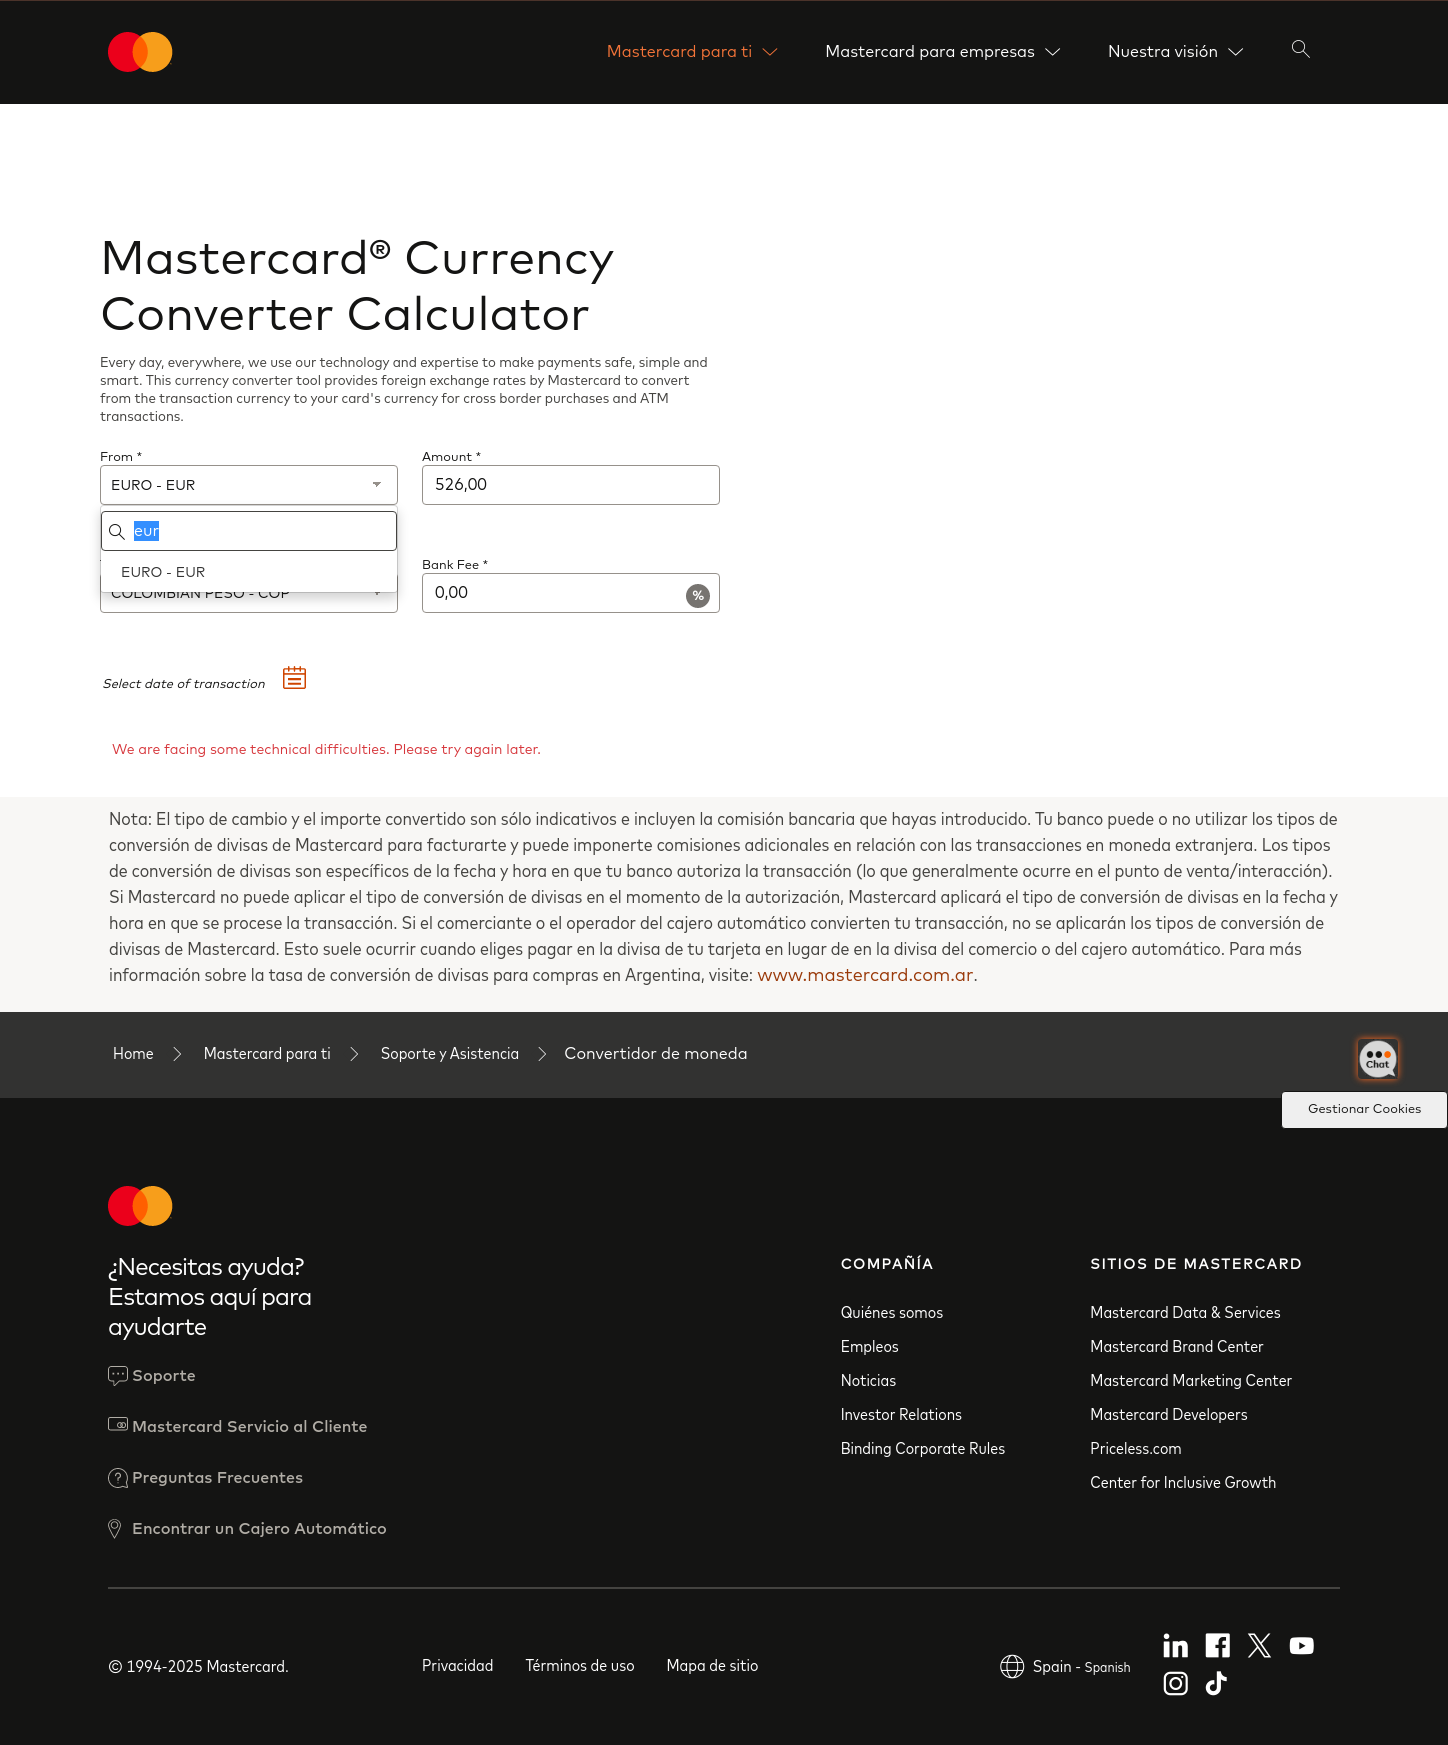 Mastercard para ti
Mastercard para empresas
Nuestra visión
Mastercard® Currency
Converter Calculator
Every day, everywhere, we use our technology and expertise to make payments safe, simple and
smart. This currency converter tool provides foreign exchange rates by Mastercard to convert
from the transaction currency to your card's currency for cross border purchases and ATM
transactions.
From *
Amount *
EURO - EUR
526,00
eur
EURO - EUR
Bank Fee *
COLOMBIAN PESO - COP
0,00
%
Select date of transaction
We are facing some technical difficulties. Please try again later.
Nota: El tipo de cambio y el importe convertido son sólo indicativos e incluyen la comisión bancaria que hayas introducido. Tu banco puede o no utilizar los tipos de
conversión de divisas de Mastercard para facturarte y puede imponerte comisiones adicionales en relación con las transacciones en moneda extranjera. Los tipos
de conversión de divisas son específicos de la fecha y hora en que tu banco autoriza la transacción (lo que generalmente ocurre en el punto de venta/interacción).
Si Mastercard no puede aplicar el tipo de conversión de divisas en el momento de la autorización, Mastercard aplicará el tipo de conversión de divisas en la fecha y
hora en que se procese la transacción. Si el comerciante o el operador del cajero automático convierten tu transacción, no se aplicarán los tipos de conversión de
divisas de Mastercard. Esto suele ocurrir cuando eliges pagar en la divisa de tu tarjeta en lugar de en la divisa del comercio o del cajero automático. Para más
información sobre la tasa de conversión de divisas para compras en Argentina, visite: www.mastercard.com.ar.
Home
Mastercard para ti
Soporte y Asistencia
Convertidor de moneda
Chat
Gestionar Cookies
¿Necesitas ayuda?
Estamos aquí para
ayudarte
Soporte
Mastercard Servicio al Cliente
Preguntas Frecuentes
Encontrar un Cajero Automático
COMPAÑÍA
Quiénes somos
Empleos
Noticias
Investor Relations
Binding Corporate Rules
SITIOS DE MASTERCARD
Mastercard Data & Services
Mastercard Brand Center
Mastercard Marketing Center
Mastercard Developers
Priceless.com
Center for Inclusive Growth
© 1994-2025 Mastercard.
Privacidad
Términos de uso
Mapa de sitio
Spain - Spanish